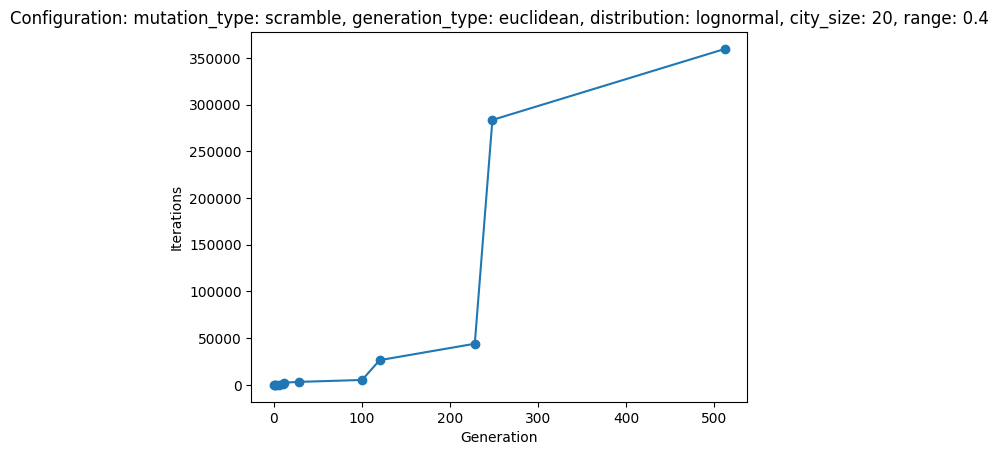 Configuration: mutation_type: scramble, generation_type: euclidean, distribution: lognormal, city_size: 20, range: 0.4
350000
300000
250000
200000
150000
100000
50000
0
Iterations
0 100 200 300 400 500
Generation